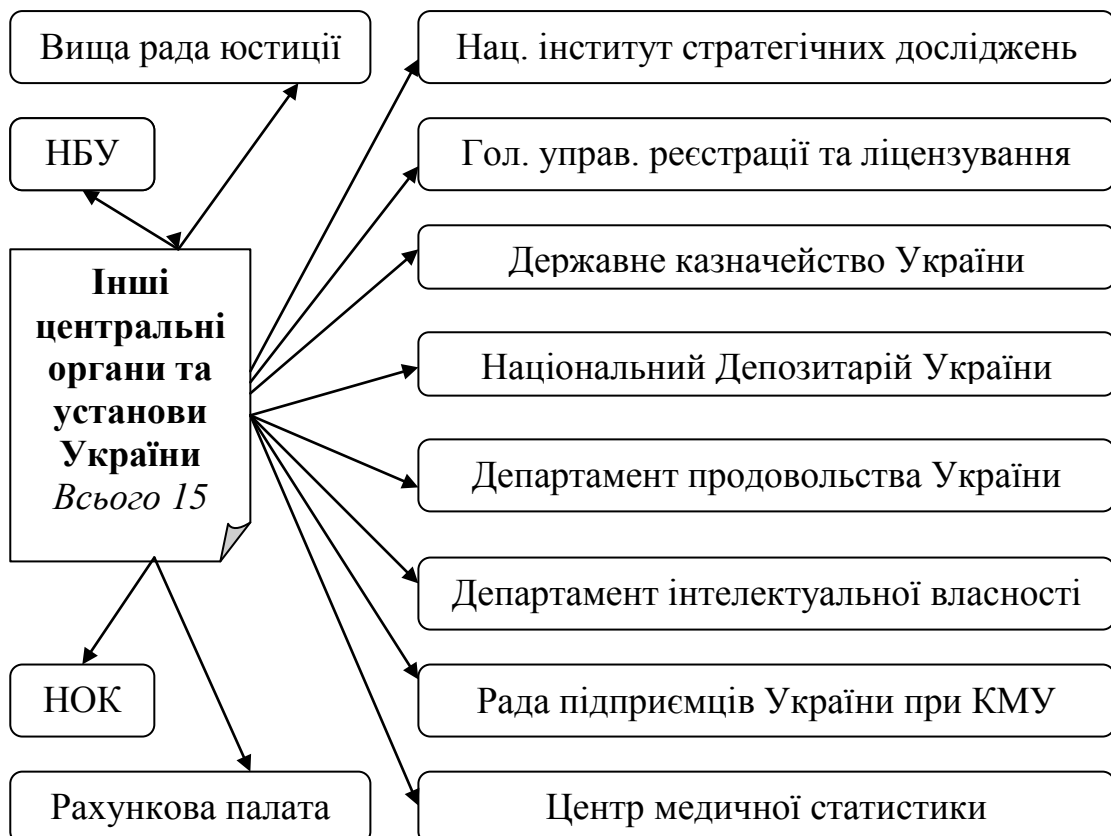 Вища рада юстиції
Нац. інститут стратегічних досліджень
НБУ
Гол. управ. реєстрації та ліцензування
Державне казначейство України
Інші
центральні
органи та
установи
України
Всього 15
Національний Депозитарій України
Департамент продовольства України
Департамент інтелектуальної власності
НОК
Рада підприємців України при КМУ
Рахункова палата
Центр медичної статистики